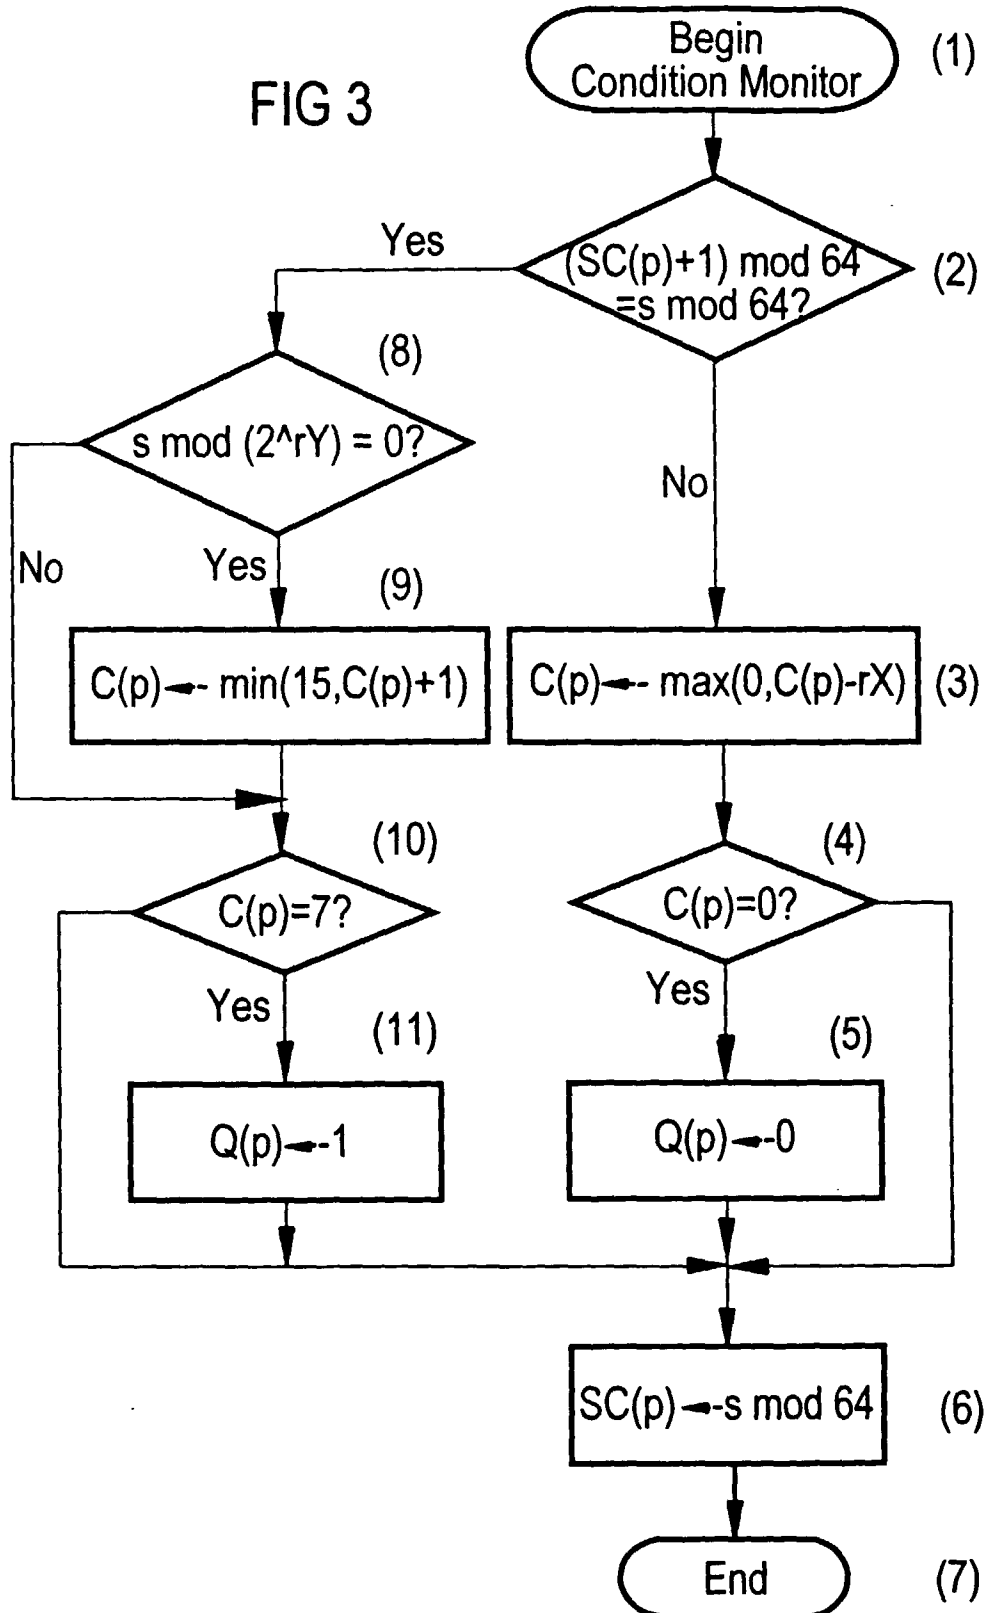 Begin
Condition Monitor
(1)
FIG 3
Yes
(SC(p)+1) mod 64
=s mod 64?
(2)
(8)
s mod (2^rY) = 0?
No
No
Yes
(9)
C(p)←- min(15,C(p)+1)
C(p)←- max(0,C(p)-rX)
(3)
(10)
(4)
C(p)=7?
C(p)=0?
Yes
Yes
(11)
(5)
Q(p)←-1
Q(p)←-0
SC(p)←-s mod 64
(6)
End
(7)